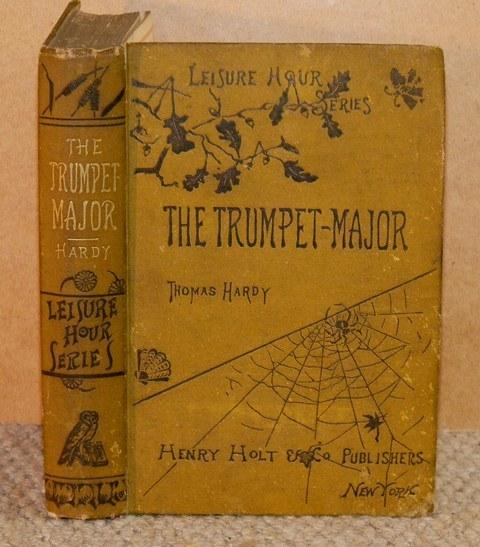 THE
TRUMPET-
MAJOR
HARDY
LEISURE
HOUR
SERIES
LEISURE HOUR
SERIES
THE TRUMPET-MAJOR
THOMAS HARDY
HENRY HOLT & Co PUBLISHERS
NEW YORK